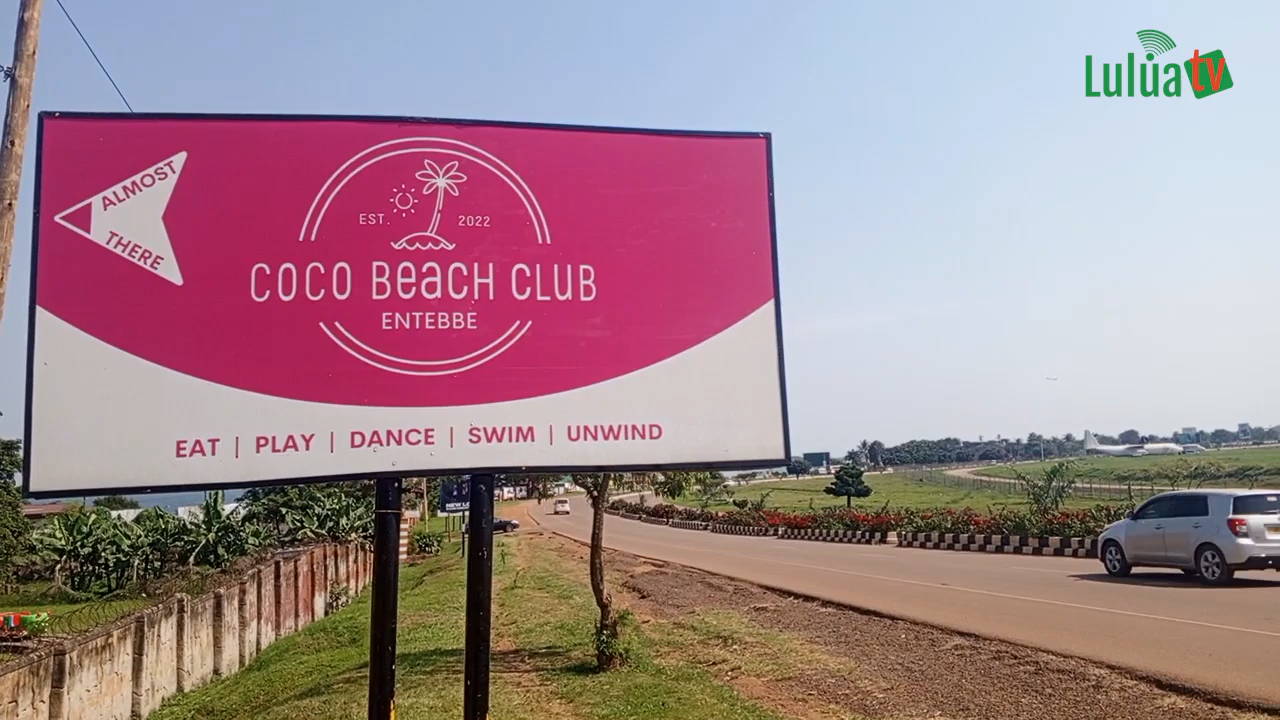 Lulua tv
ALMOST
THERE
EST. 2022
COCO BEACH CLUB
ENTEBBE
EAT | PLAY | DANCE | SWIM | UNWIND